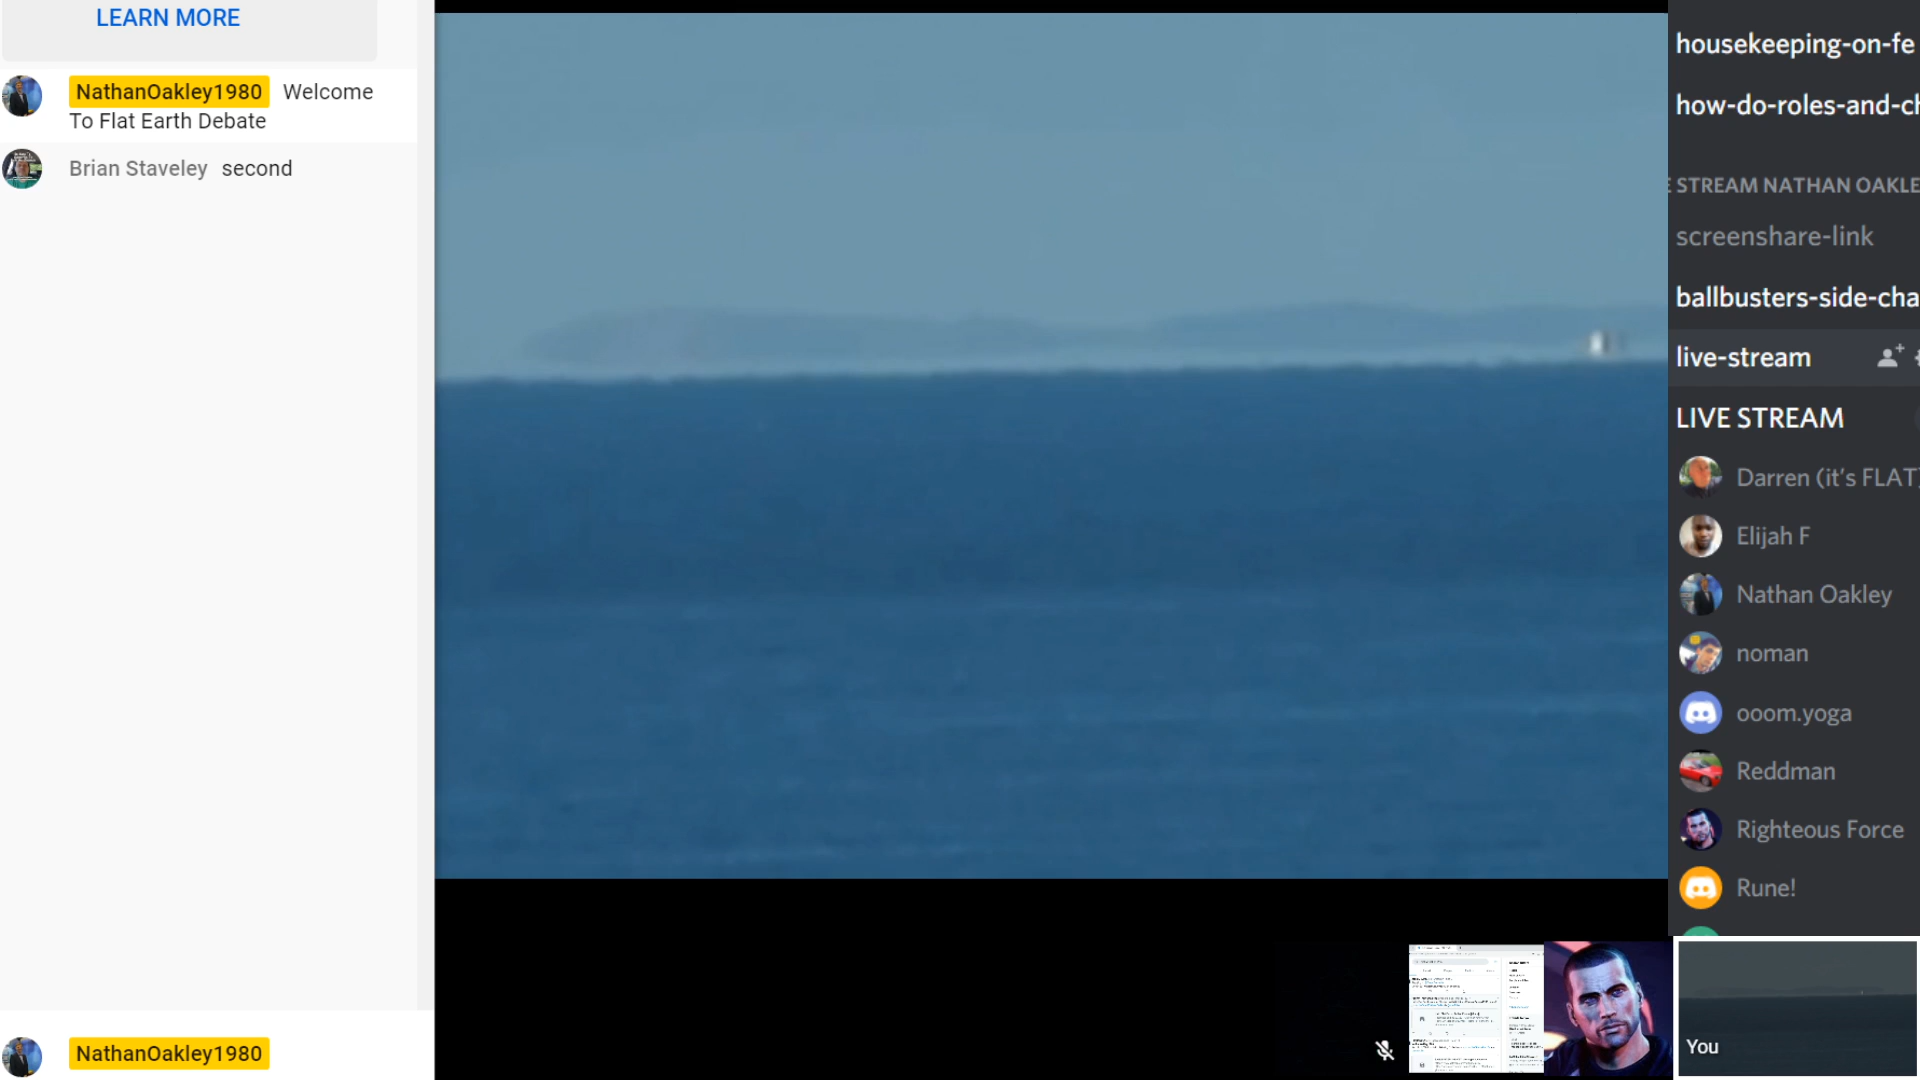 LEARN MORE
NathanOakley1980 Welcome
To Flat Earth Debate
Brian Staveley second
NathanOakley1980
housekeeping-on-fe
how-do-roles-and-ch
E STREAM NATHAN OAKLE
screenshare-link
ballbusters-side-cha
live-stream
LIVE STREAM
Darren (it's FLAT)
Elijah F
Nathan Oakley
noman
ooom.yoga
Reddman
Righteous Force
Rune!
You